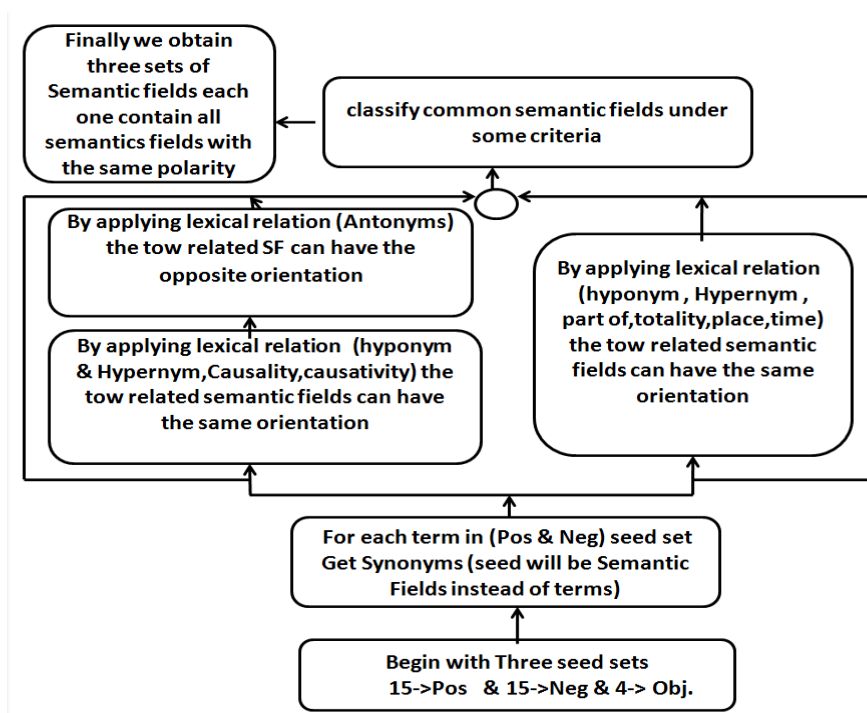 Finally we obtain
three sets of
Semantic fields each
one contain all
semantics fields with
the same polarity
classify common semantic fields under
some criteria
By applying lexical relation (Antonyms)
the tow related SF can have the
opposite orientation
By applying lexical relation (hyponym
& Hypernym,Causality,causativity) the
tow related semantic fields can have
the same orientation
By applying lexical relation
(hyponym , Hypernym ,
part of,totality,place,time)
the tow related semantic
fields can have the same
orientation
For each term in (Pos & Neg) seed set
Get Synonyms (seed will be Semantic
Fields instead of terms)
Begin with Three seed sets
15->Pos & 15->Neg & 4-> Obj.